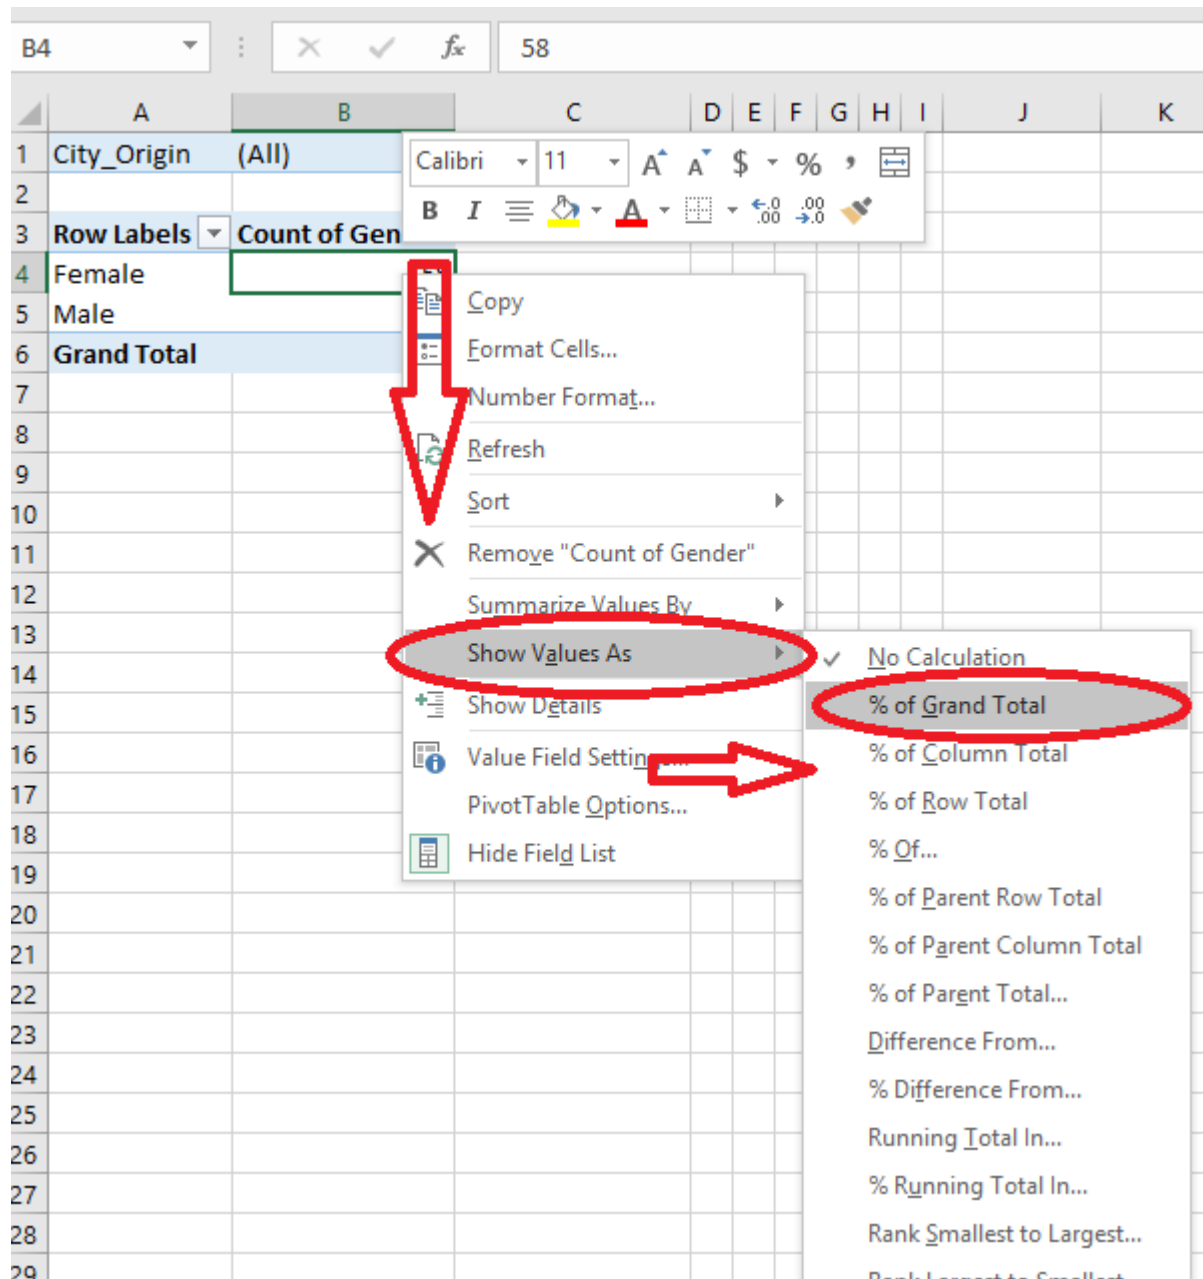 B4 fx 58
A B C D E F G H I J K
Calibri 11 A A $ % ,
B I A .00
1 City_Origin (All)
2
3 Row Labels Count of Gen
4 Female
5 Male
6 Grand Total
7
8
9
10
11
12
13
14
15
16
17
18
19
20
21
22
23
24
25
26
27
28
29
Copy
Format Cells...
Number Format...
Refresh
Sort
Remove "Count of Gender"
Summarize Values By
Show Values As
Show Details
Value Field Settings...
PivotTable Options...
Hide Field List
No Calculation
% of Grand Total
% of Column Total
% of Row Total
% Of...
% of Parent Row Total
% of Parent Column Total
% of Parent Total...
Difference From...
% Difference From...
Running Total In...
% Running Total In...
Rank Smallest to Largest...